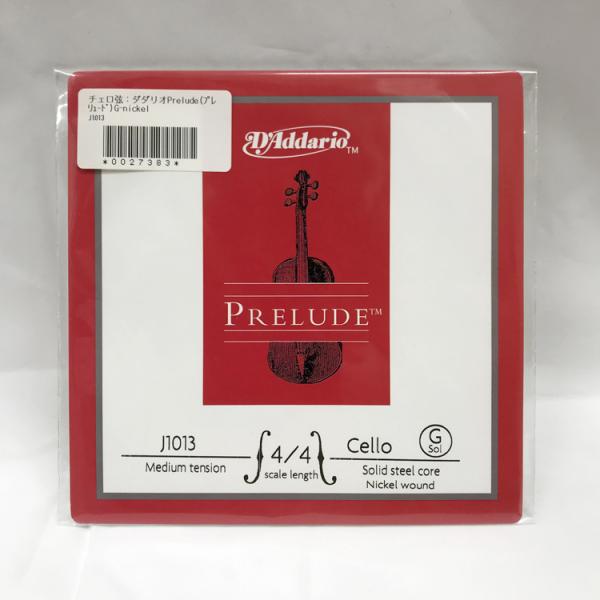 チェロ弦：ダダリオPrelude(ﾌﾟﾚ
ﾘｭｰﾄﾞ)G-nickel
J1013
*0027383*
D'Addario™
PRELUDE™
J1013
Medium tension
4/4
scale length
Cello
Solid steel core
Nickel wound
G
Sol